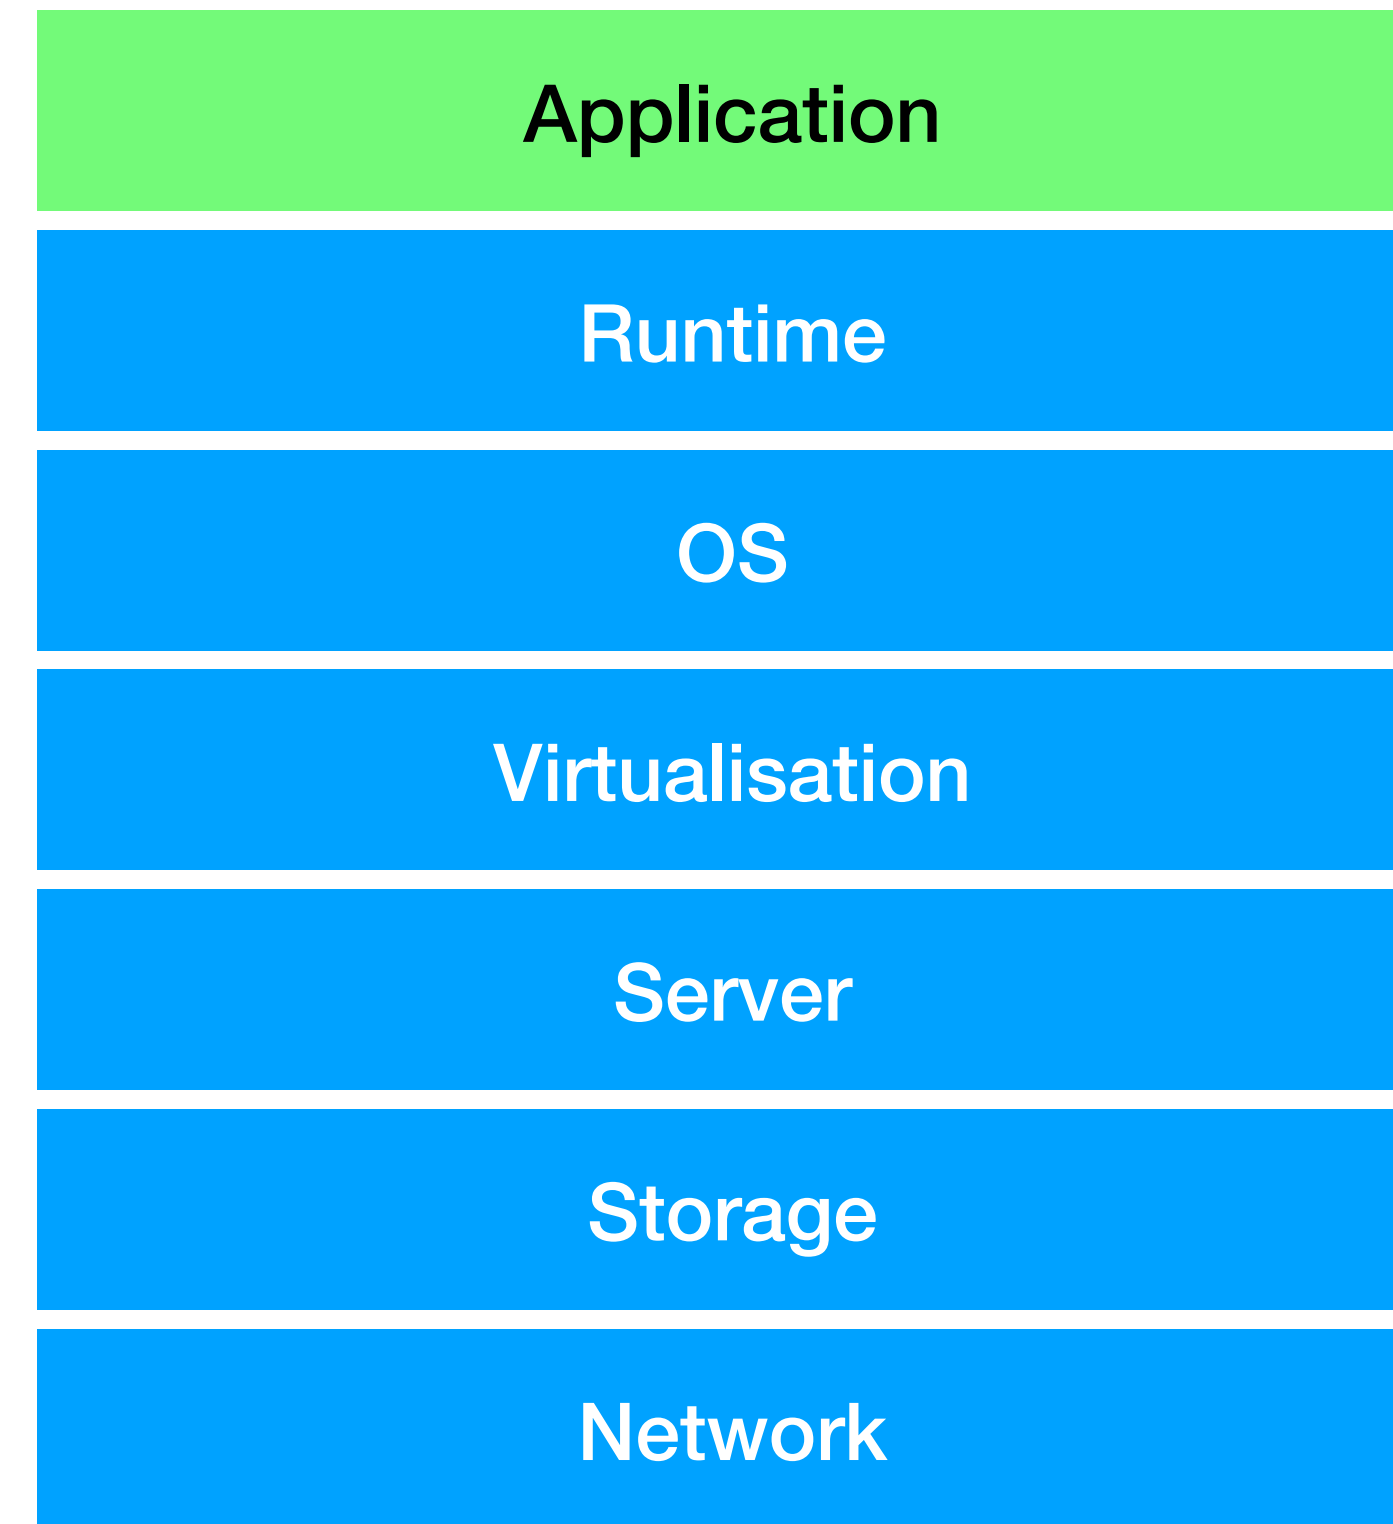 Application
Runtime
OS
Virtualisation
Server
Storage
Network